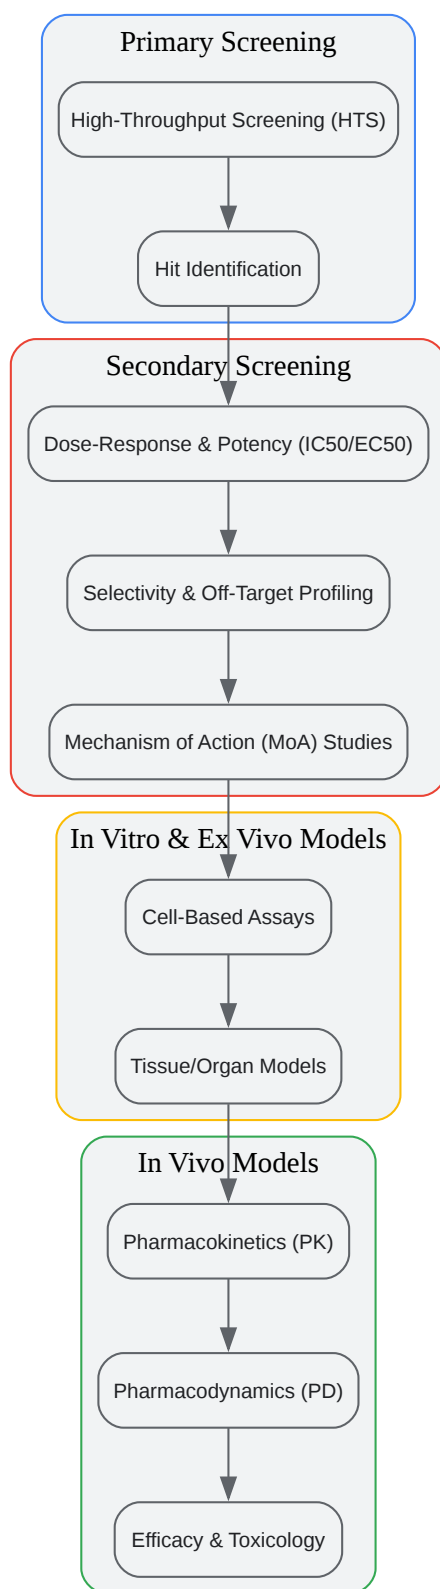 Primary Screening
High-Throughput Screening (HTS)
Hit Identification
Secondary Screening
Dose-Response & Potency (IC50/EC50)
Selectivity & Off-Target Profiling
Mechanism of Action (MoA) Studies
In Vitro & Ex Vivo Models
Cell-Based Assays
Tissue/Organ Models
In Vivo Models
Pharmacokinetics (PK)
Pharmacodynamics (PD)
Efficacy & Toxicology